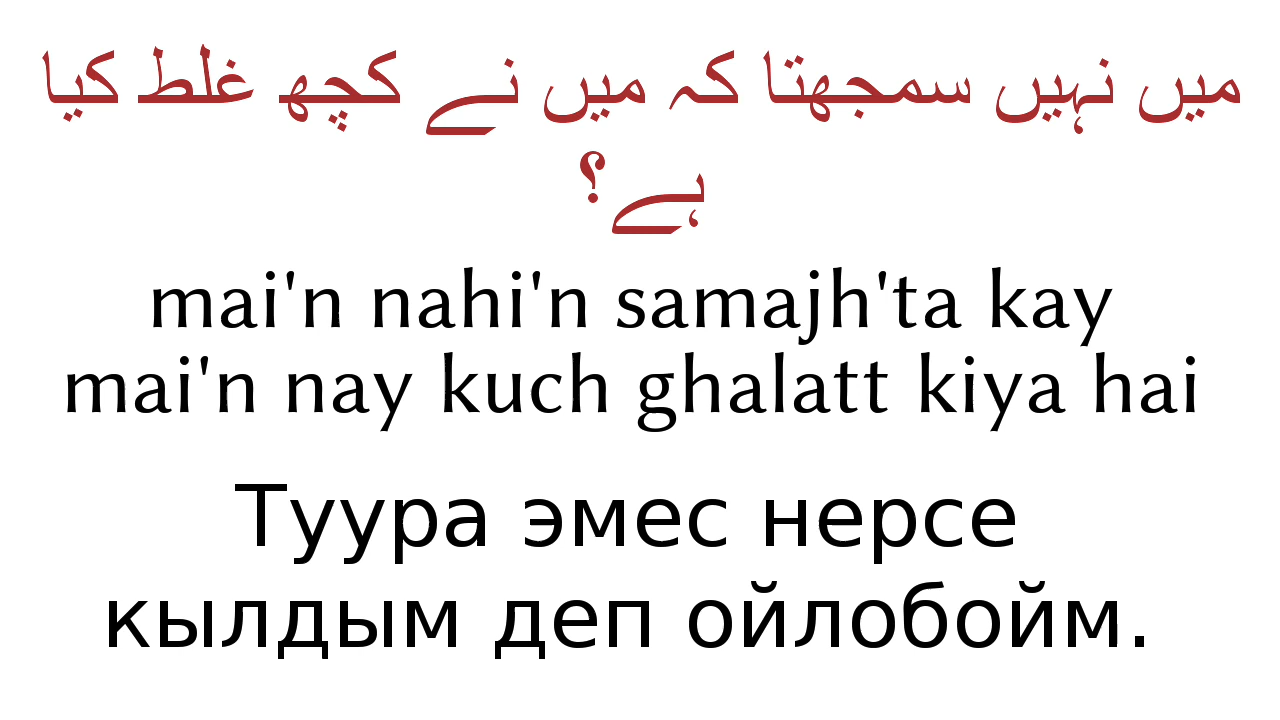 میں نہیں سمجھتا کہ میں نے کچھ غلط کیا
ہے؟
mai'n nahi'n samajh'ta kay
mai'n nay kuch ghalatt kiya hai
Туура эмес нерсе
кылдым деп ойлобойм.